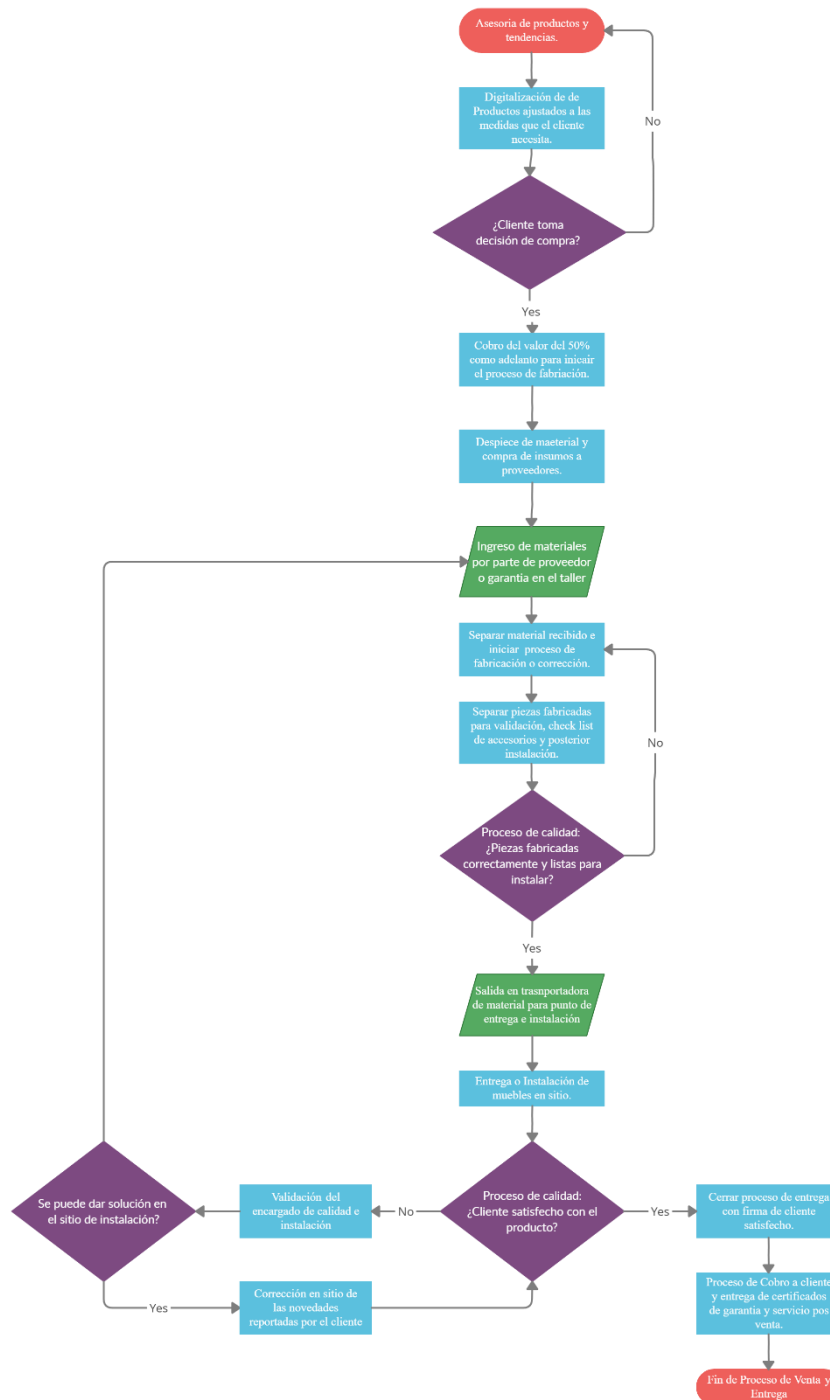 Asesoria de productos y
tendencias.
Digitalización de de
Productos ajustados a las
medidas que el cliente
necesita.
No
¿Cliente toma
decisión de compra?
Yes
Cobro del valor del 50%
como adelanto para inicair
el proceso de fabriación.
Despiece de maeterial y
compra de insumos a
proveedores.
Ingreso de materiales
por parte de proveedor
o garantia en el taller
Separar material recibido e
iniciar proceso de
fabricación o corrección.
Separar piezas fabricadas
para validación, check list
de accesorios y posterior
instalación.
No
Proceso de calidad:
¿Piezas fabricadas
correctamente y listas para
instalar?
Yes
Salida en trasnportadora
de material para punto de
entrega e instalación
Entrega o Instalación de
muebles en sitio.
Se puede dar solución en
el sitio de instalación?
Validación del
encargado de calidad e
instalación
No
Proceso de calidad:
¿Cliente satisfecho con el
producto?
Yes
Cerrar proceso de entrega
con firma de cliente
satisfecho.
Yes
Corrección en sitio de
las novedades
reportadas por el cliente
Proceso de Cobro a cliente
y entrega de certificados
de garantia y servicio pos
venta.
Fin de Proceso de Venta y
Entrega